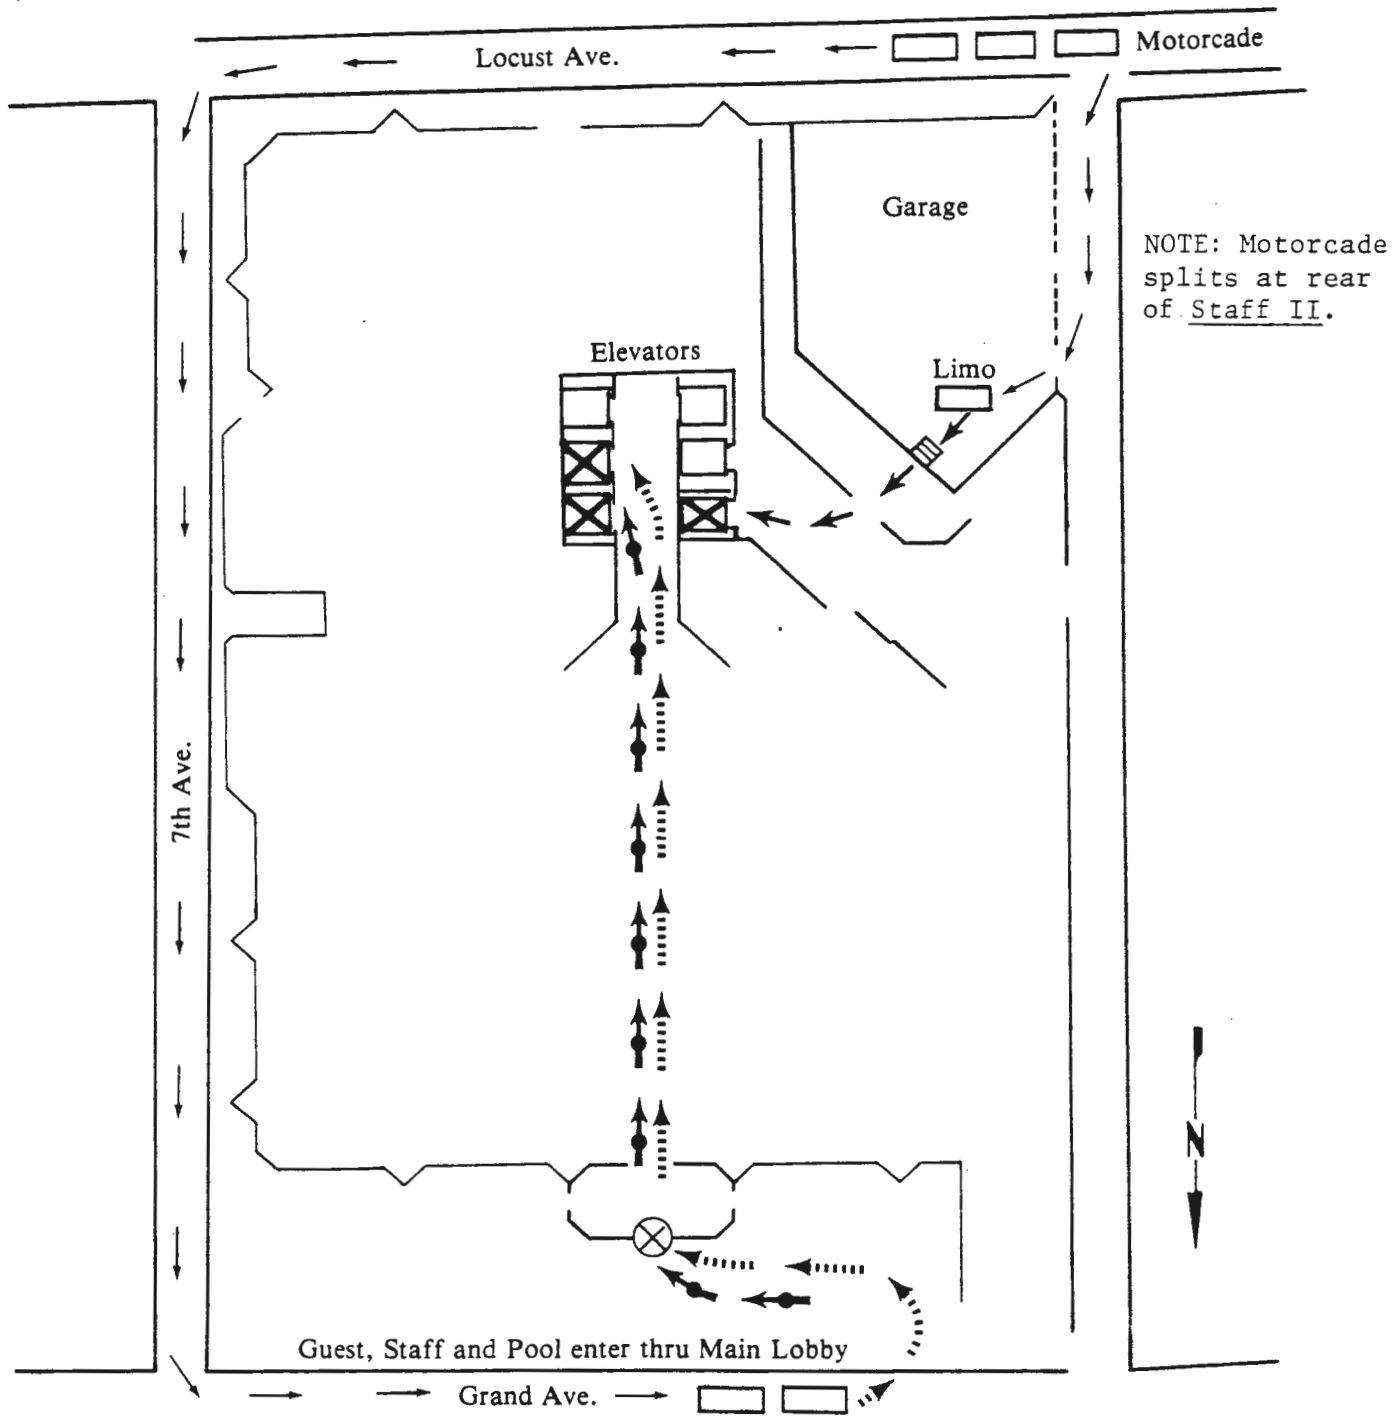 Locust Ave.
Motorcade
Garage
NOTE: Motorcade
splits at rear
of Staff II.
Elevators
Limo
7th Ave.
N
Guest, Staff and Pool enter thru Main Lobby
Grand Ave.